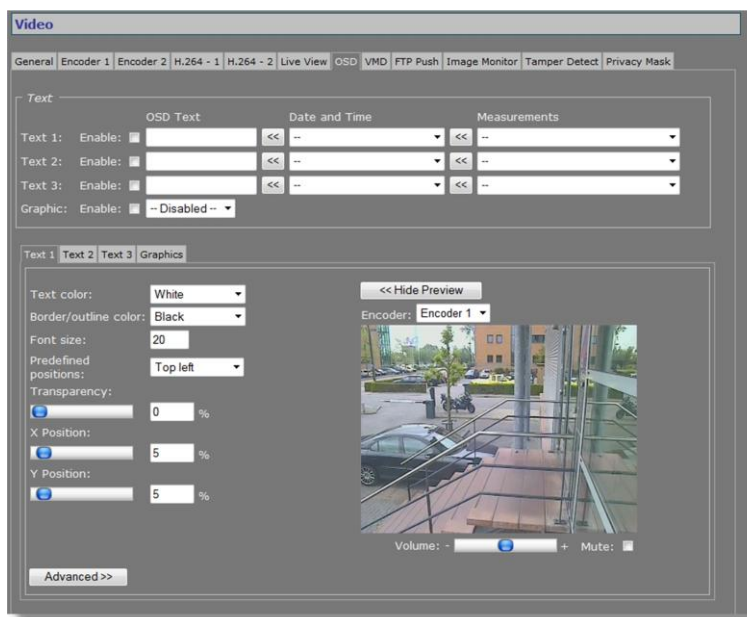 Video
General Encoder 1 Encoder 2 H.264 - 1 H.264 - 2 Live View OSD VMD FTP Push Image Monitor Tamper Detect Privacy Mask
Text
OSD Text Date and Time Measurements
Text 1: Enable: << -- << --
Text 2: Enable: << -- << --
Text 3: Enable: << -- << --
Graphic: Enable: -- Disabled --
Text 1 Text 2 Text 3 Graphics
<< Hide Preview
Text color: White
Encoder: Encoder 1
Border/outline color: Black
Font size: 20
Predefined positions: Top left
Transparency:
0 %
X Position:
5 %
Y Position:
5 %
Volume: - + Mute:
Advanced >>